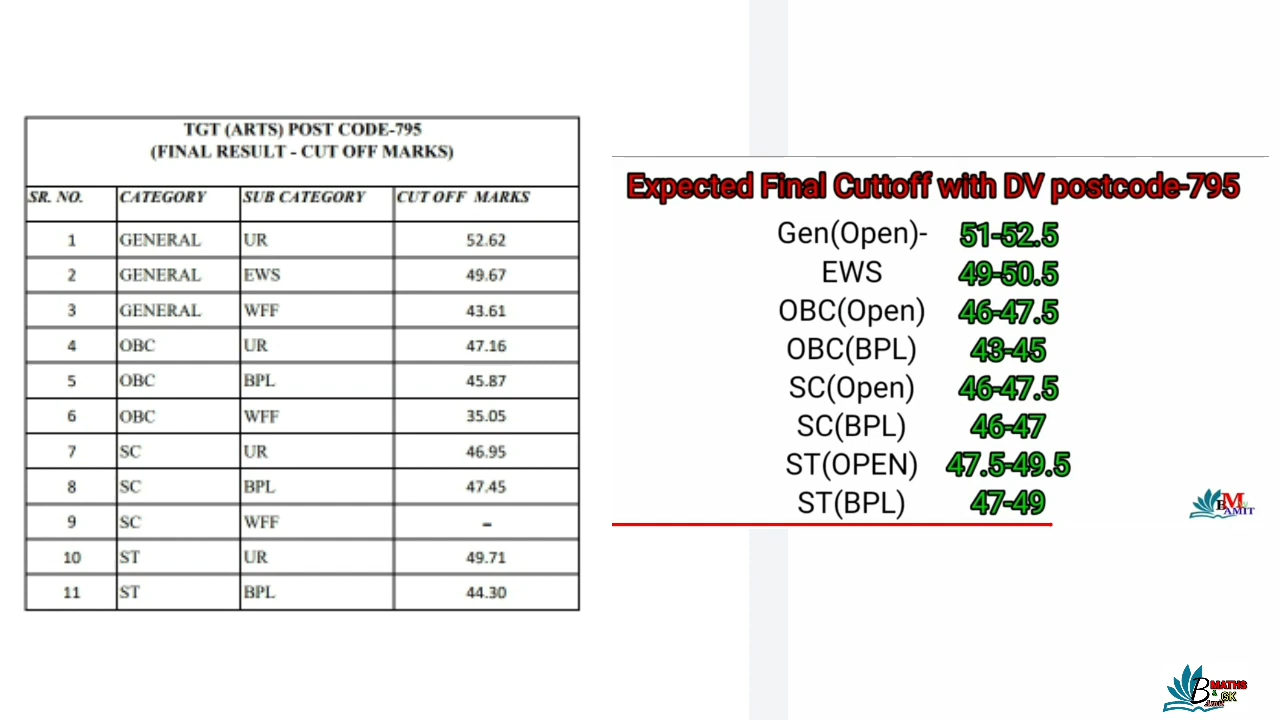 TGT (ARTS) POST CODE-795
(FINAL RESULT - CUT OFF MARKS)
SR. NO. CATEGORY SUB CATEGORY CUT OFF MARKS
1 GENERAL UR 52.62
2 GENERAL EWS 49.67
3 GENERAL WFF 43.61
4 OBC UR 47.16
5 OBC BPL 45.87
6 OBC WFF 35.05
7 SC UR 46.95
8 SC BPL 47.45
9 SC WFF –
10 ST UR 49.71
11 ST BPL 44.30
Expected Final Cuttoff with DV postcode-795
Gen(Open)- 51-52.5
EWS 49-50.5
OBC(Open) 46-47.5
OBC(BPL) 43-45
SC(Open) 46-47.5
SC(BPL) 46-47
ST(OPEN) 47.5-49.5
ST(BPL) 47-49
BM
AMIT
B MATHS
& GK
Amit